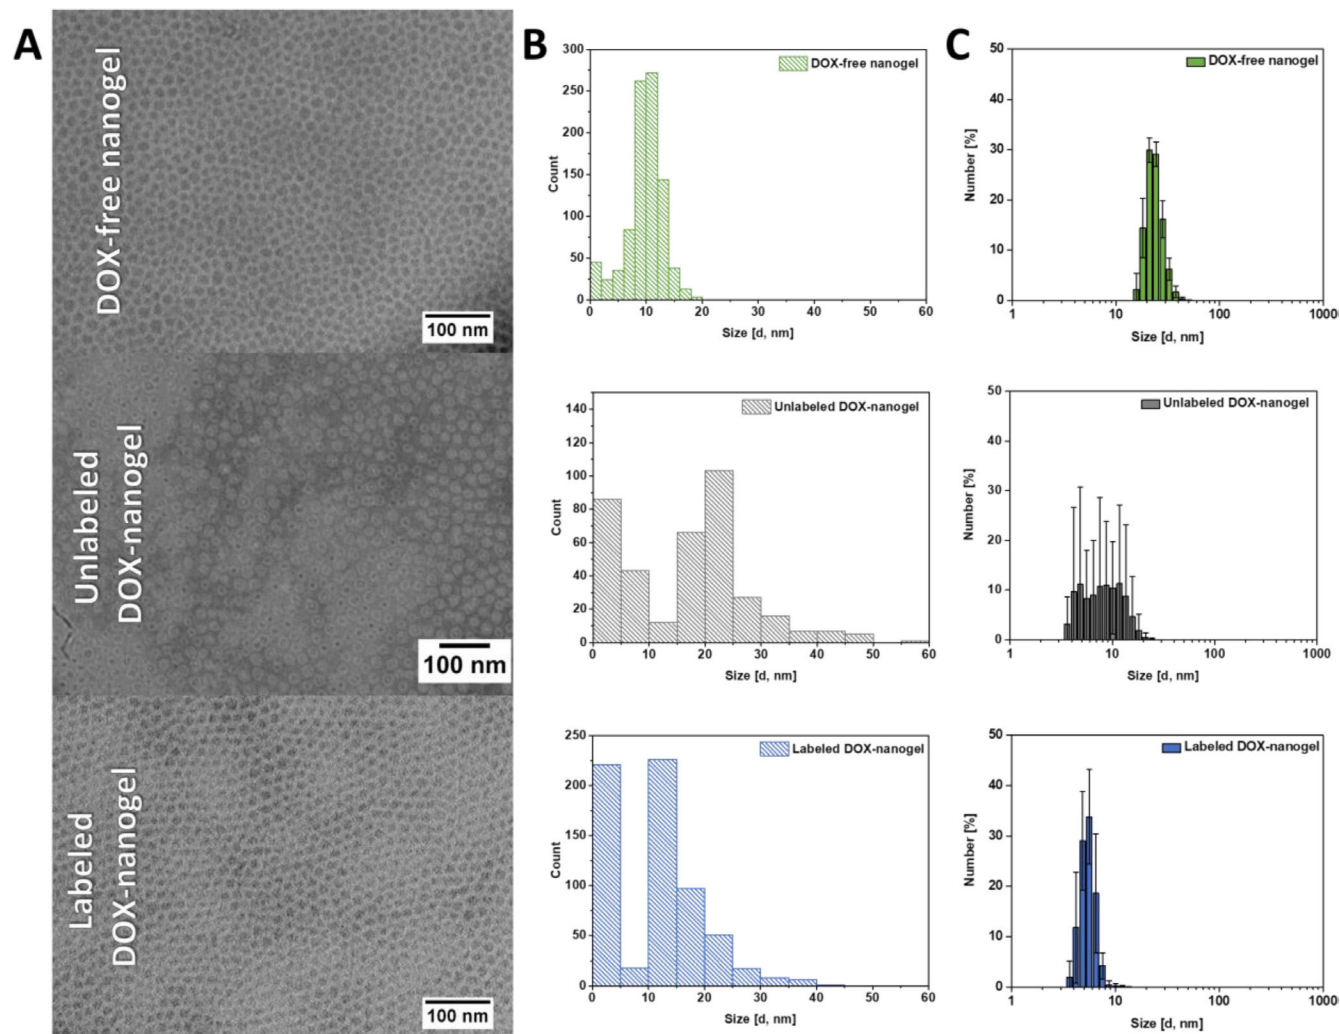 A
B
C
DOX-free nanogel
100 nm
300
250
200
150
100
50
0
Count
0 10 20 30 40 50 60
Size [d, nm]
DOX-free nanogel
50
40
30
20
10
0
Number [%]
1 10 100 1000
Size [d, nm]
DOX-free nanogel
Unlabeled
DOX-nanogel
100 nm
140
120
100
80
60
40
20
0
Count
0 10 20 30 40 50 60
Size [d, nm]
Unlabeled DOX-nanogel
50
40
30
20
10
0
Number [%]
1 10 100 1000
Size [d, nm]
Unlabeled DOX-nanogel
Labeled
DOX-nanogel
100 nm
250
200
150
100
50
0
Count
0 10 20 30 40 50 60
Size [d, nm]
Labeled DOX-nanogel
50
40
30
20
10
0
Number [%]
1 10 100 1000
Size [d, nm]
Labeled DOX-nanogel